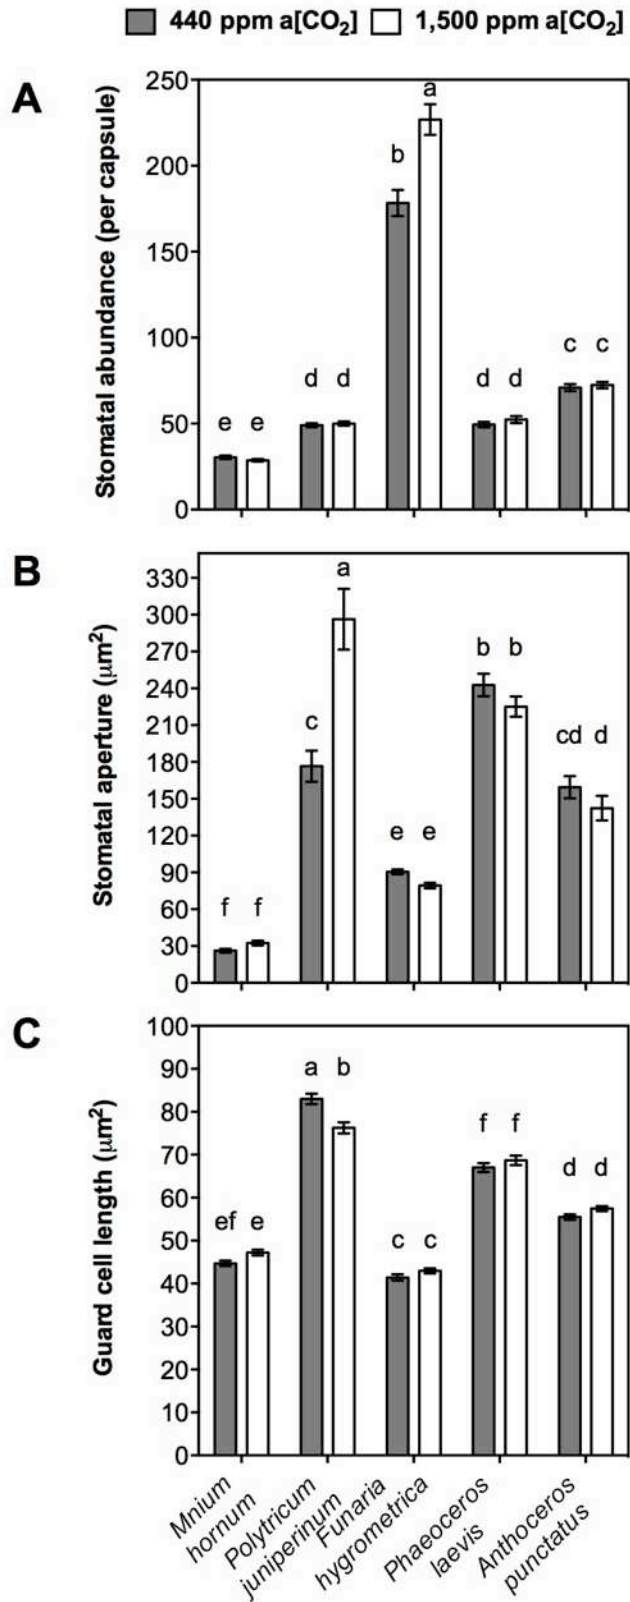 440 ppm a[CO₂] 1,500 ppm a[CO₂]
A
Stomatal abundance (per capsule)
250
200
150
100
50
0
e e d d b a d d c c
B
Stomatal aperture (μm²)
330
300
270
240
210
180
150
120
90
60
30
0
f f c a e e b b cd d
C
Guard cell length (μm²)
100
90
80
70
60
50
40
30
20
10
0
ef e a b c c f f d d
Mnium
hornum
Polytricum
juniperinum
Funaria
hygrometrica
Phaeoceros
laevis
Anthoceros
punctatus